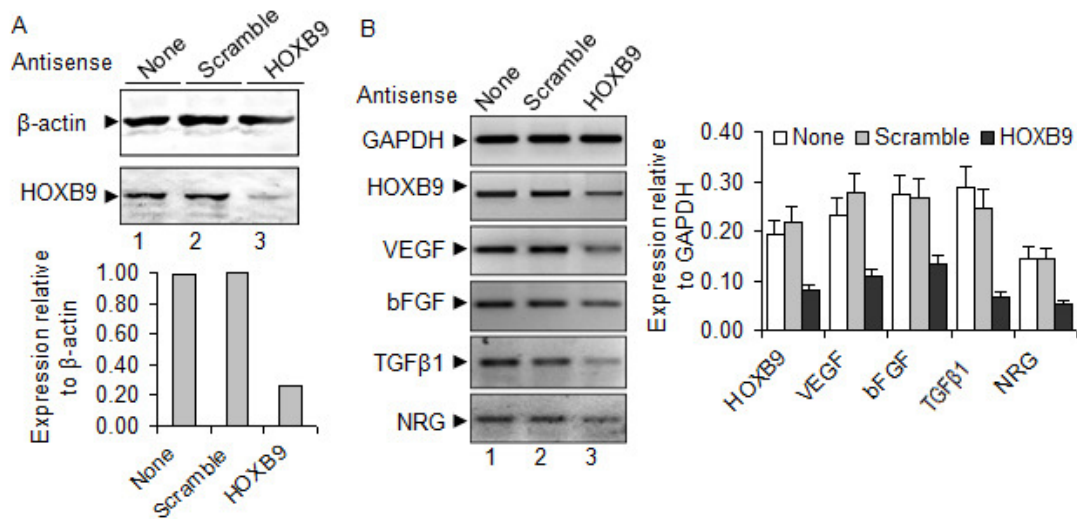 A
Antisense
None
Scramble
HOXB9
β-actin
HOXB9
1 2 3
Expression relative
to β-actin
1.00
0.80
0.60
0.40
0.20
0.00
None
Scramble
HOXB9
B
Antisense
None
Scramble
HOXB9
GAPDH
HOXB9
VEGF
bFGF
TGFβ1
NRG
1 2 3
None Scramble HOXB9
Expression relative
to GAPDH
0.40
0.30
0.20
0.10
0.00
HOXB9
VEGF
bFGF
TGFβ1
NRG